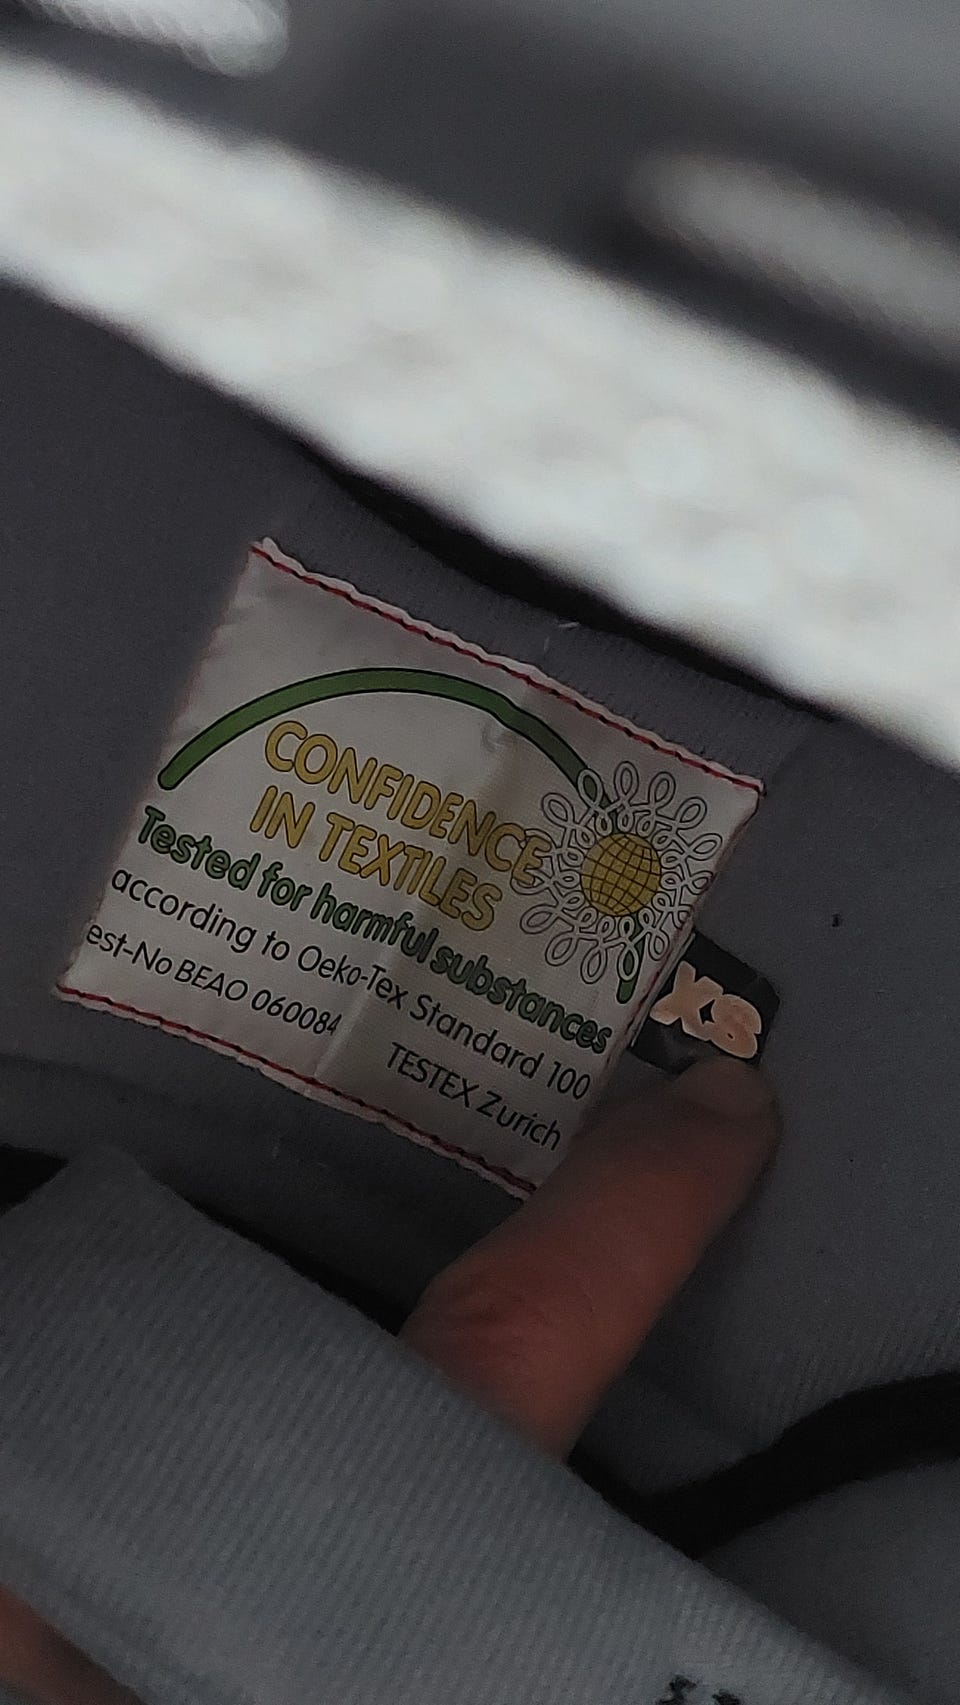 CONFIDENCE
IN TEXTILES
Tested for harmful substances
according to Oeko-Tex Standard 100
est-No BEAO 060084
TESTEX Zurich
XS